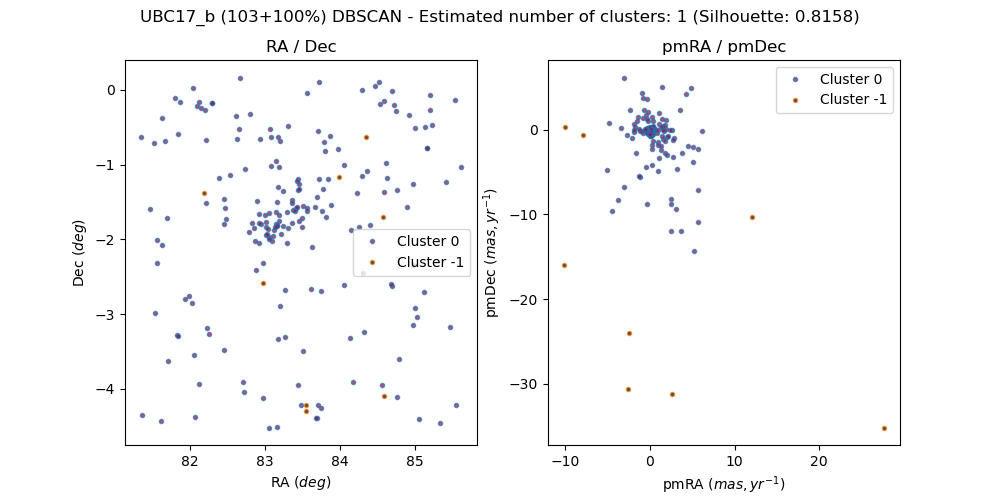 UBC17_b (103+100%) DBSCAN - Estimated number of clusters: 1 (Silhouette: 0.8158)
RA / Dec
pmRA / pmDec
0
−1
−2
−3
−4
Dec (deg)
82
83
84
85
RA (deg)
Cluster 0
Cluster -1
0
−10
−20
−30
pmDec (mas, yr⁻¹)
−10
0
10
20
pmRA (mas, yr⁻¹)
Cluster 0
Cluster -1